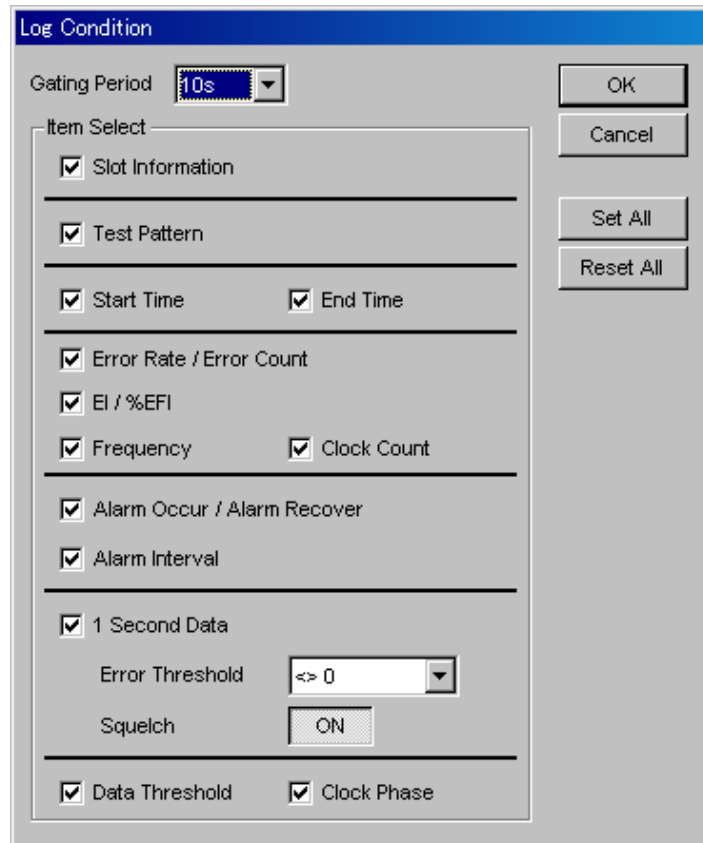 Log Condition
Gating Period 10s
OK
Cancel
Set All
Reset All
Item Select
Slot Information
Test Pattern
Start Time End Time
Error Rate / Error Count
EI / %EFI
Frequency Clock Count
Alarm Occur / Alarm Recover
Alarm Interval
1 Second Data
Error Threshold <> 0
Squelch ON
Data Threshold Clock Phase